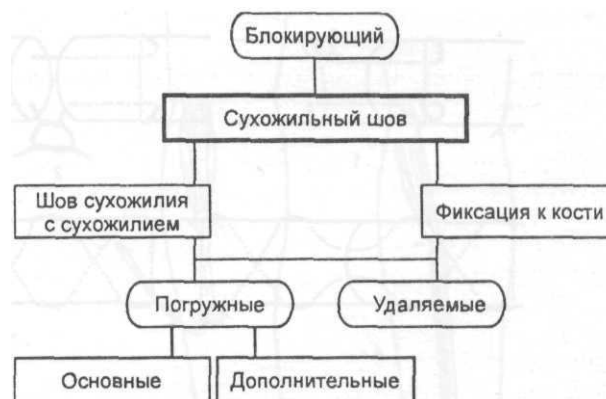 Блокирующий
Сухожильный шов
Шов сухожилия
с сухожилием
Фиксация к кости
Погружные
Удаляемые
Основные
Дополнительные